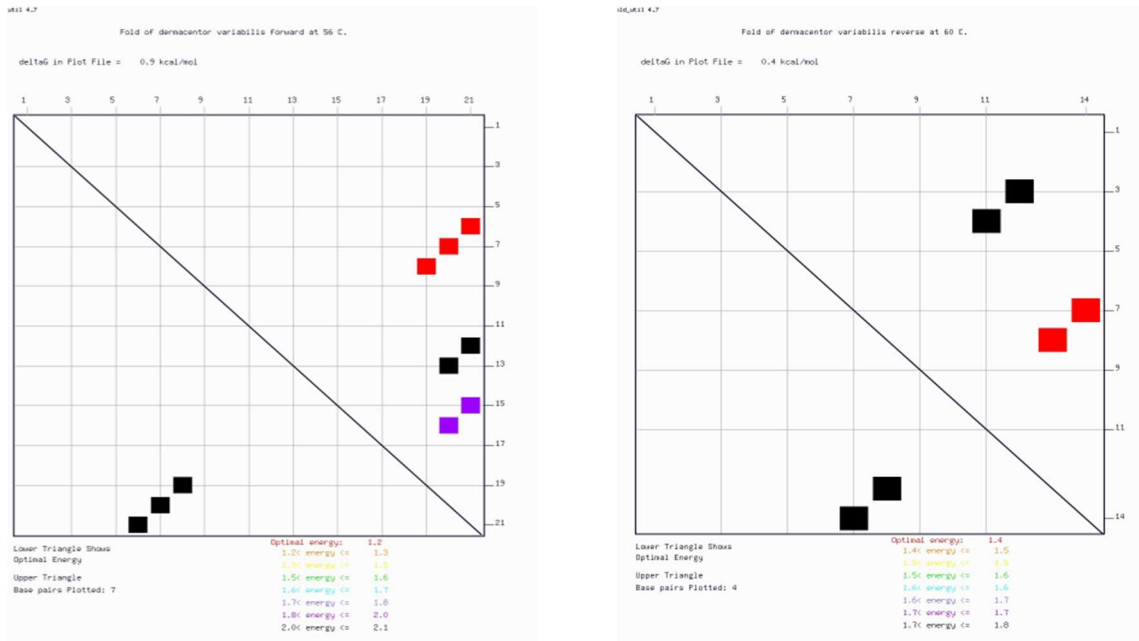 util 4.7
Fold of dermacentor variabilis forward at 56 C.
deltaG in Plot File = 0.9 kcal/mol
1 3 5 7 9 11 13 15 17 19 21
1
3
5
7
9
11
13
15
17
19
21
Lower Triangle Shows
Optimal Energy
Upper Triangle
Base pairs Plotted: 7
Optimal energy: 1.2
1.2< energy <= 1.3
1.5< energy <= 1.6
1.6< energy <= 1.7
1.7< energy <= 1.8
1.8< energy <= 2.0
2.0< energy <= 2.1
ld_util 4.7
Fold of dermacentor variabilis reverse at 60 C.
deltaG in Plot File = 0.4 kcal/mol
1 3 5 7 9 11 14
1
3
5
7
9
11
14
Lower Triangle Shows
Optimal Energy
Upper Triangle
Base pairs Plotted: 4
Optimal energy: 1.4
1.4< energy <= 1.5
1.5< energy <= 1.5
1.5< energy <= 1.6
1.6< energy <= 1.6
1.6< energy <= 1.7
1.7< energy <= 1.7
1.7< energy <= 1.8